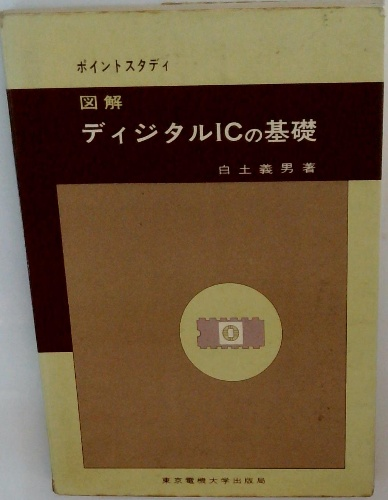 ポイントスタディ
図解
ディジタルICの基礎
白土義男著
東京電機大学出版局